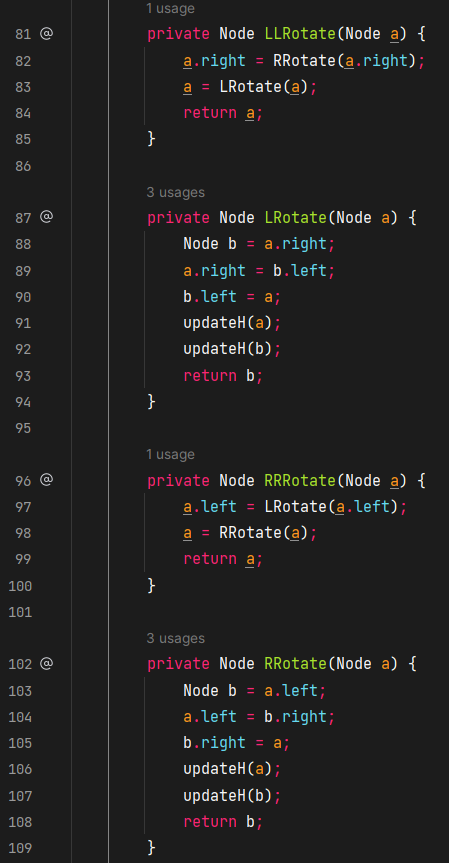 1 usage
81 @ private Node LLRotate(Node a) {
82 a.right = RRotate(a.right);
83 a = LRotate(a);
84 return a;
85 }
86
3 usages
87 @ private Node LRotate(Node a) {
88 Node b = a.right;
89 a.right = b.left;
90 b.left = a;
91 updateH(a);
92 updateH(b);
93 return b;
94 }
95
1 usage
96 @ private Node RRRotate(Node a) {
97 a.left = LRotate(a.left);
98 a = RRotate(a);
99 return a;
100 }
101
3 usages
102 @ private Node RRotate(Node a) {
103 Node b = a.left;
104 a.left = b.right;
105 b.right = a;
106 updateH(a);
107 updateH(b);
108 return b;
109 }